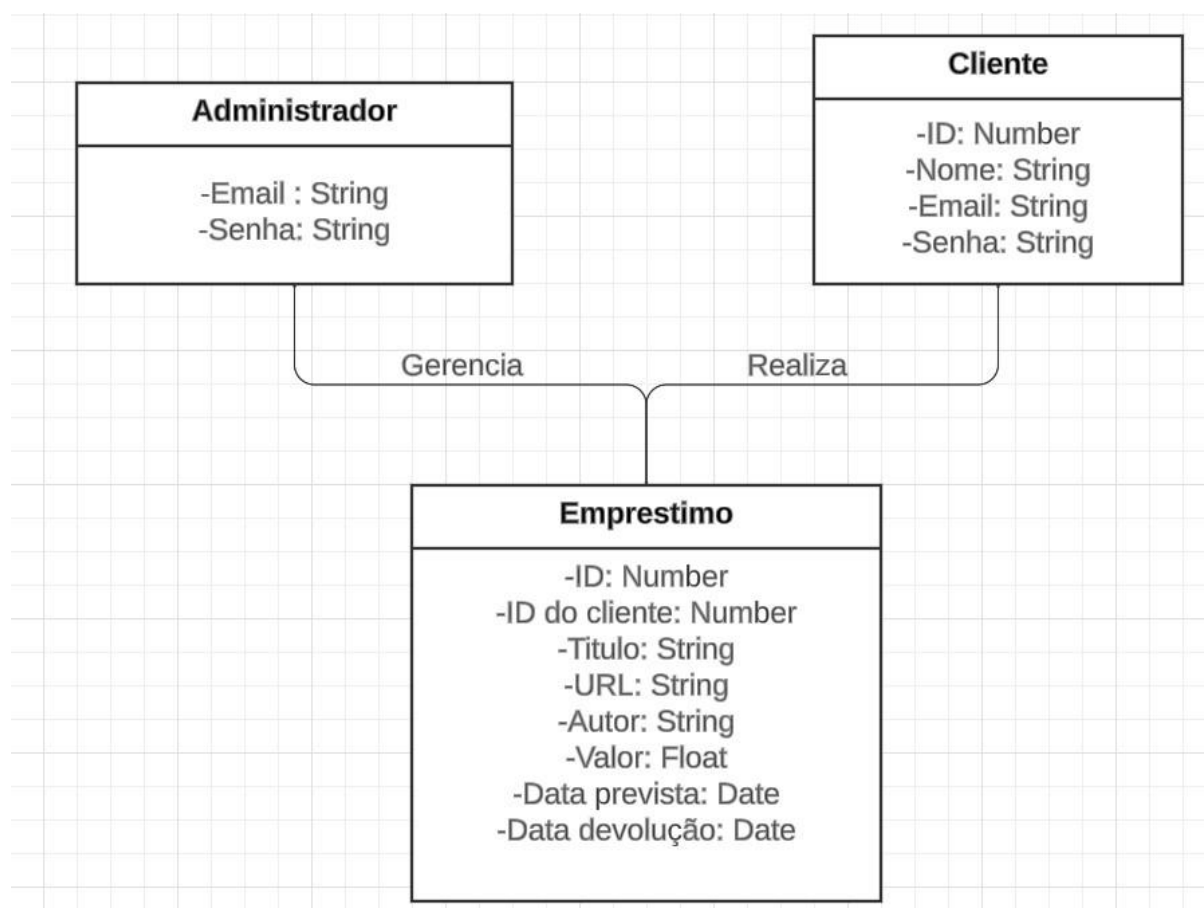 Administrador
-Email : String
-Senha: String
Cliente
-ID: Number
-Nome: String
-Email: String
-Senha: String
Gerencia
Realiza
Emprestimo
-ID: Number
-ID do cliente: Number
-Titulo: String
-URL: String
-Autor: String
-Valor: Float
-Data prevista: Date
-Data devolução: Date